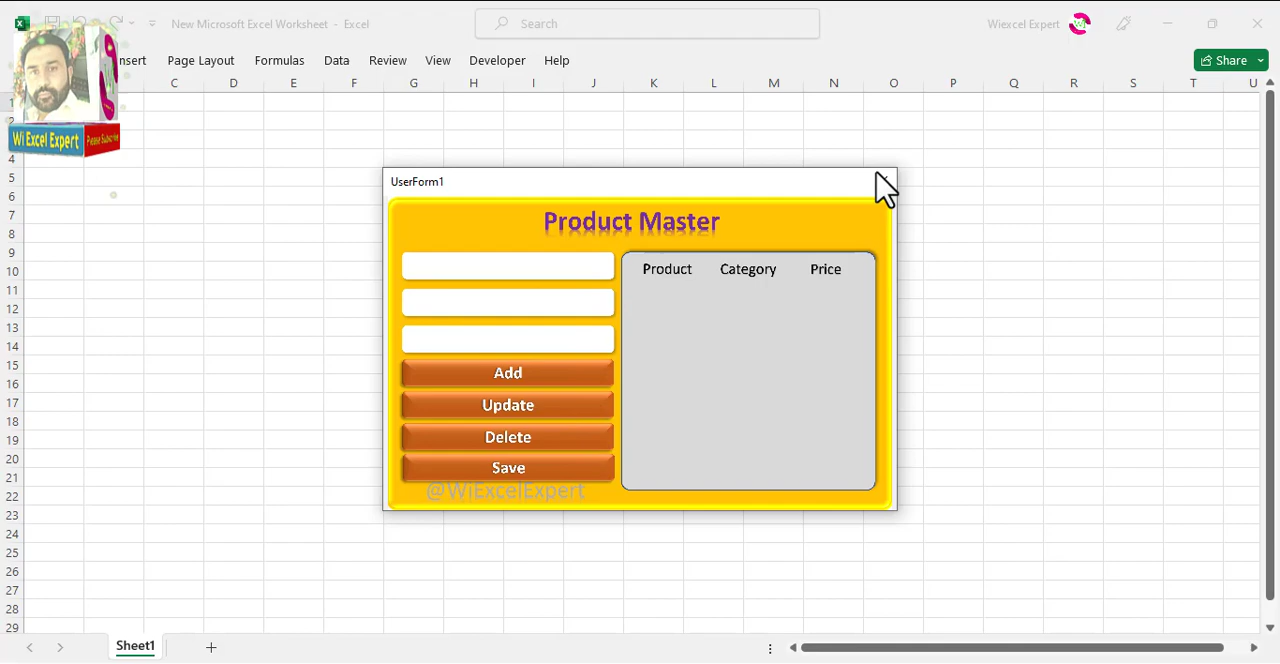 New Microsoft Excel Worksheet - Excel
Search
Wiexcel Expert
nsert Page Layout Formulas Data Review View Developer Help
Share
C D E F G H I J K L M N O P Q R S T U
Wi Excel Expert
Please Subscribe
4
5
6
7
8
9
10
11
12
13
14
15
16
17
18
19
20
21
22
23
24
25
26
27
28
29
UserForm1
Product Master
Product Category Price
Add
Update
Delete
Save
@WiExcelExpert
Sheet1